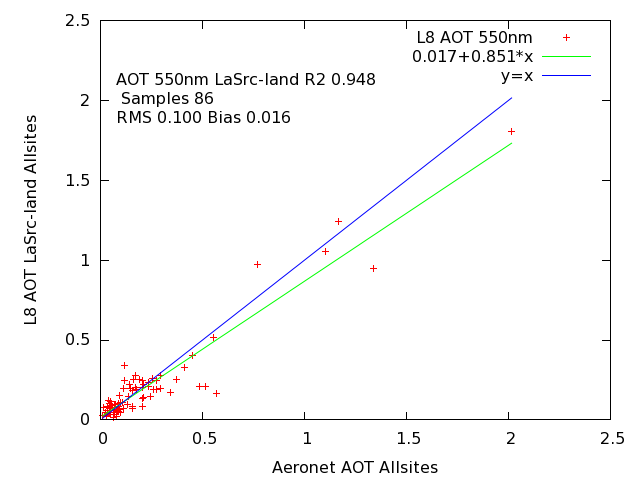 2.5
2
1.5
1
0.5
0
L8 AOT 550nm
0.017+0.851*x
y=x
AOT 550nm LaSrc-land R2 0.948
Samples 86
RMS 0.100 Bias 0.016
L8 AOT LaSrc-land Allsites
0 0.5 1 1.5 2 2.5
Aeronet AOT Allsites